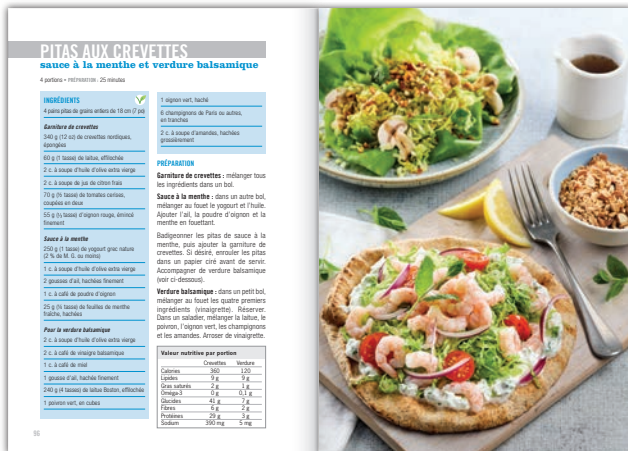 PITAS AUX CREVETTES
sauce à la menthe et verdure balsamique
4 portions • PRÉPARATION : 25 minutes
INGRÉDIENTS
4 pains pitas de grains entiers de 18 cm (7 po)
Garniture de crevettes
340 g (12 oz) de crevettes nordiques,
épongées
60 g (1 tasse) de laitue, effilochée
2 c. à soupe d'huile d'olive extra vierge
2 c. à soupe de jus de citron frais
70 g (½ tasse) de tomates cerises,
coupées en deux
55 g (⅓ tasse) d'oignon rouge, émincé
finement
Sauce à la menthe
250 g (1 tasse) de yogourt grec nature
(2 % de M. G. ou moins)
1 c. à soupe d'huile d'olive extra vierge
2 gousses d'ail, hachées finement
1 c. à café de poudre d'oignon
25 g (½ tasse) de feuilles de menthe
fraîche, hachées
Pour la verdure balsamique
2 c. à soupe d'huile d'olive extra vierge
2 c. à café de vinaigre balsamique
1 c. à café de miel
1 gousse d'ail, hachée finement
240 g (4 tasses) de laitue Boston, effilochée
1 poivron vert, en cubes
1 oignon vert, haché
6 champignons de Paris ou autres,
en tranches
2 c. à soupe d'amandes, hachées
grossièrement
PRÉPARATION
Garniture de crevettes : mélanger tous
les ingrédients dans un bol.
Sauce à la menthe : dans un autre bol,
mélanger au fouet le yogourt et l'huile.
Ajouter l'ail, la poudre d'oignon et la
menthe en fouettant.
Badigeonner les pitas de sauce à la
menthe, puis ajouter la garniture de
crevettes. Si désiré, enrouler les pitas
dans un papier ciré avant de servir.
Accompagner de verdure balsamique
(voir ci-dessous).
Verdure balsamique : dans un petit bol,
mélanger au fouet les quatre premiers
ingrédients (vinaigrette). Réserver.
Dans un saladier, mélanger la laitue, le
poivron, l'oignon vert, les champignons
et les amandes. Arroser de vinaigrette.
Valeur nutritive par portion
Crevettes Verdure
Calories 360 120
Lipides 9 g 9 g
Gras saturés 2 g 1 g
Oméga-3 0 g 0,1 g
Glucides 41 g 7 g
Fibres 6 g 2 g
Protéines 29 g 3 g
Sodium 390 mg 5 mg
96